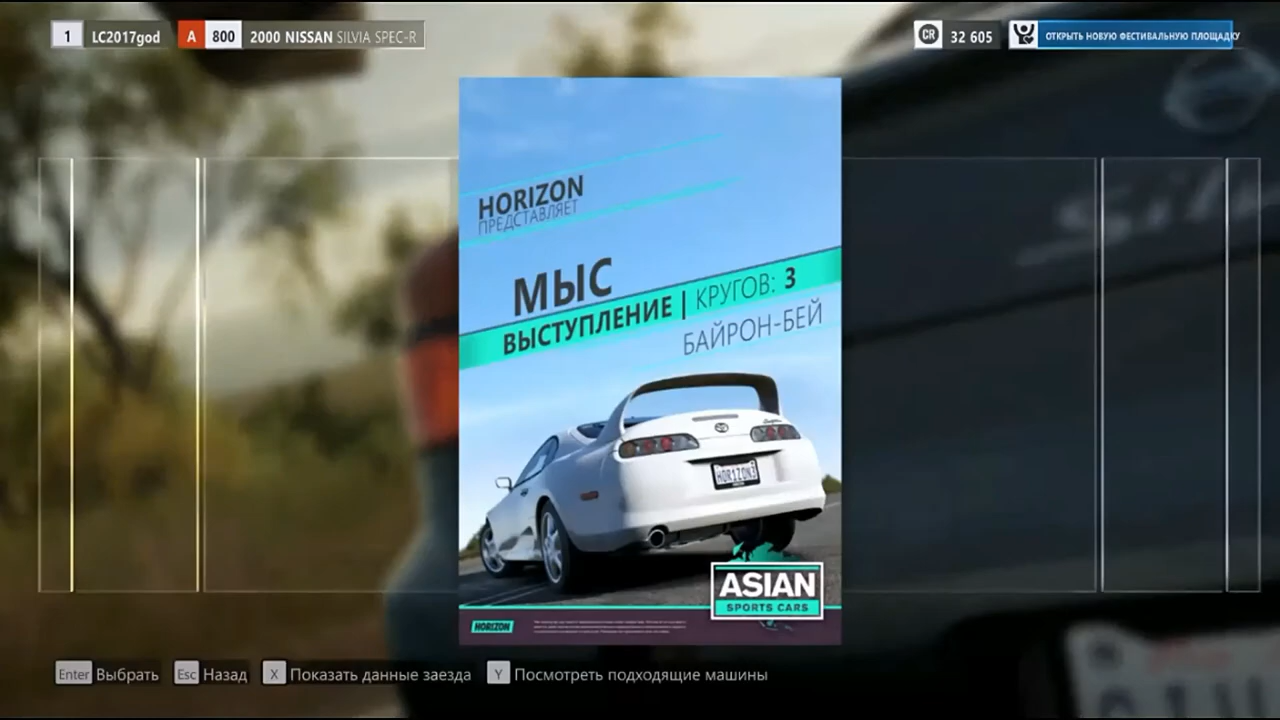 1 LC2017god A 800 2000 NISSAN SILVIA SPEC-R
CR 32 605 ОТКРЫТЬ НОВУЮ ФЕСТИВАЛЬНУЮ ПЛОЩАДКУ
HORIZON
ПРЕДСТАВЛЯЕТ
МЫС
ВЫСТУПЛЕНИЕ | КРУГОВ: 3
БАЙРОН-БЕЙ
HOR1ZON3
ASIAN
SPORTS CARS
HORIZON
Enter Выбрать Esc Назад X Показать данные заезда Y Посмотреть подходящие машины